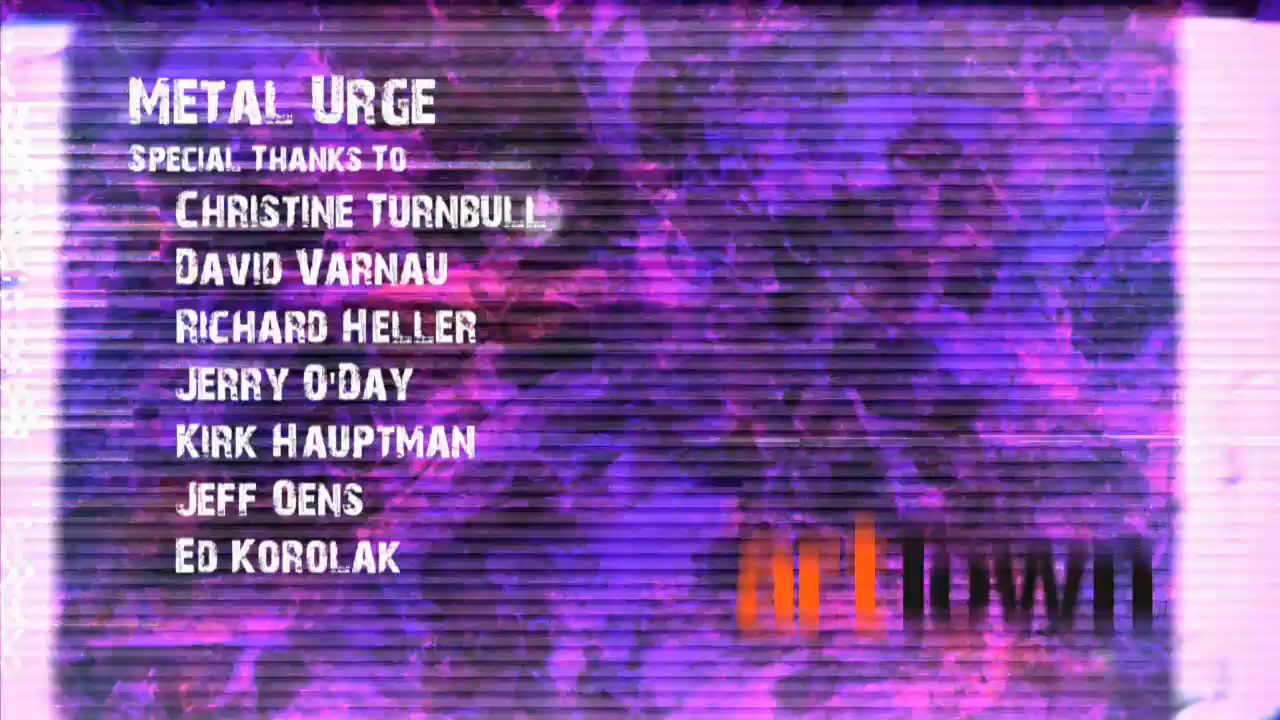 Metal Urge
Special Thanks To
Christine Turnbull
David Varnau
Richard Heller
Jerry O'Day
Kirk Hauptman
Jeff Oens
Ed Korolak
artTown